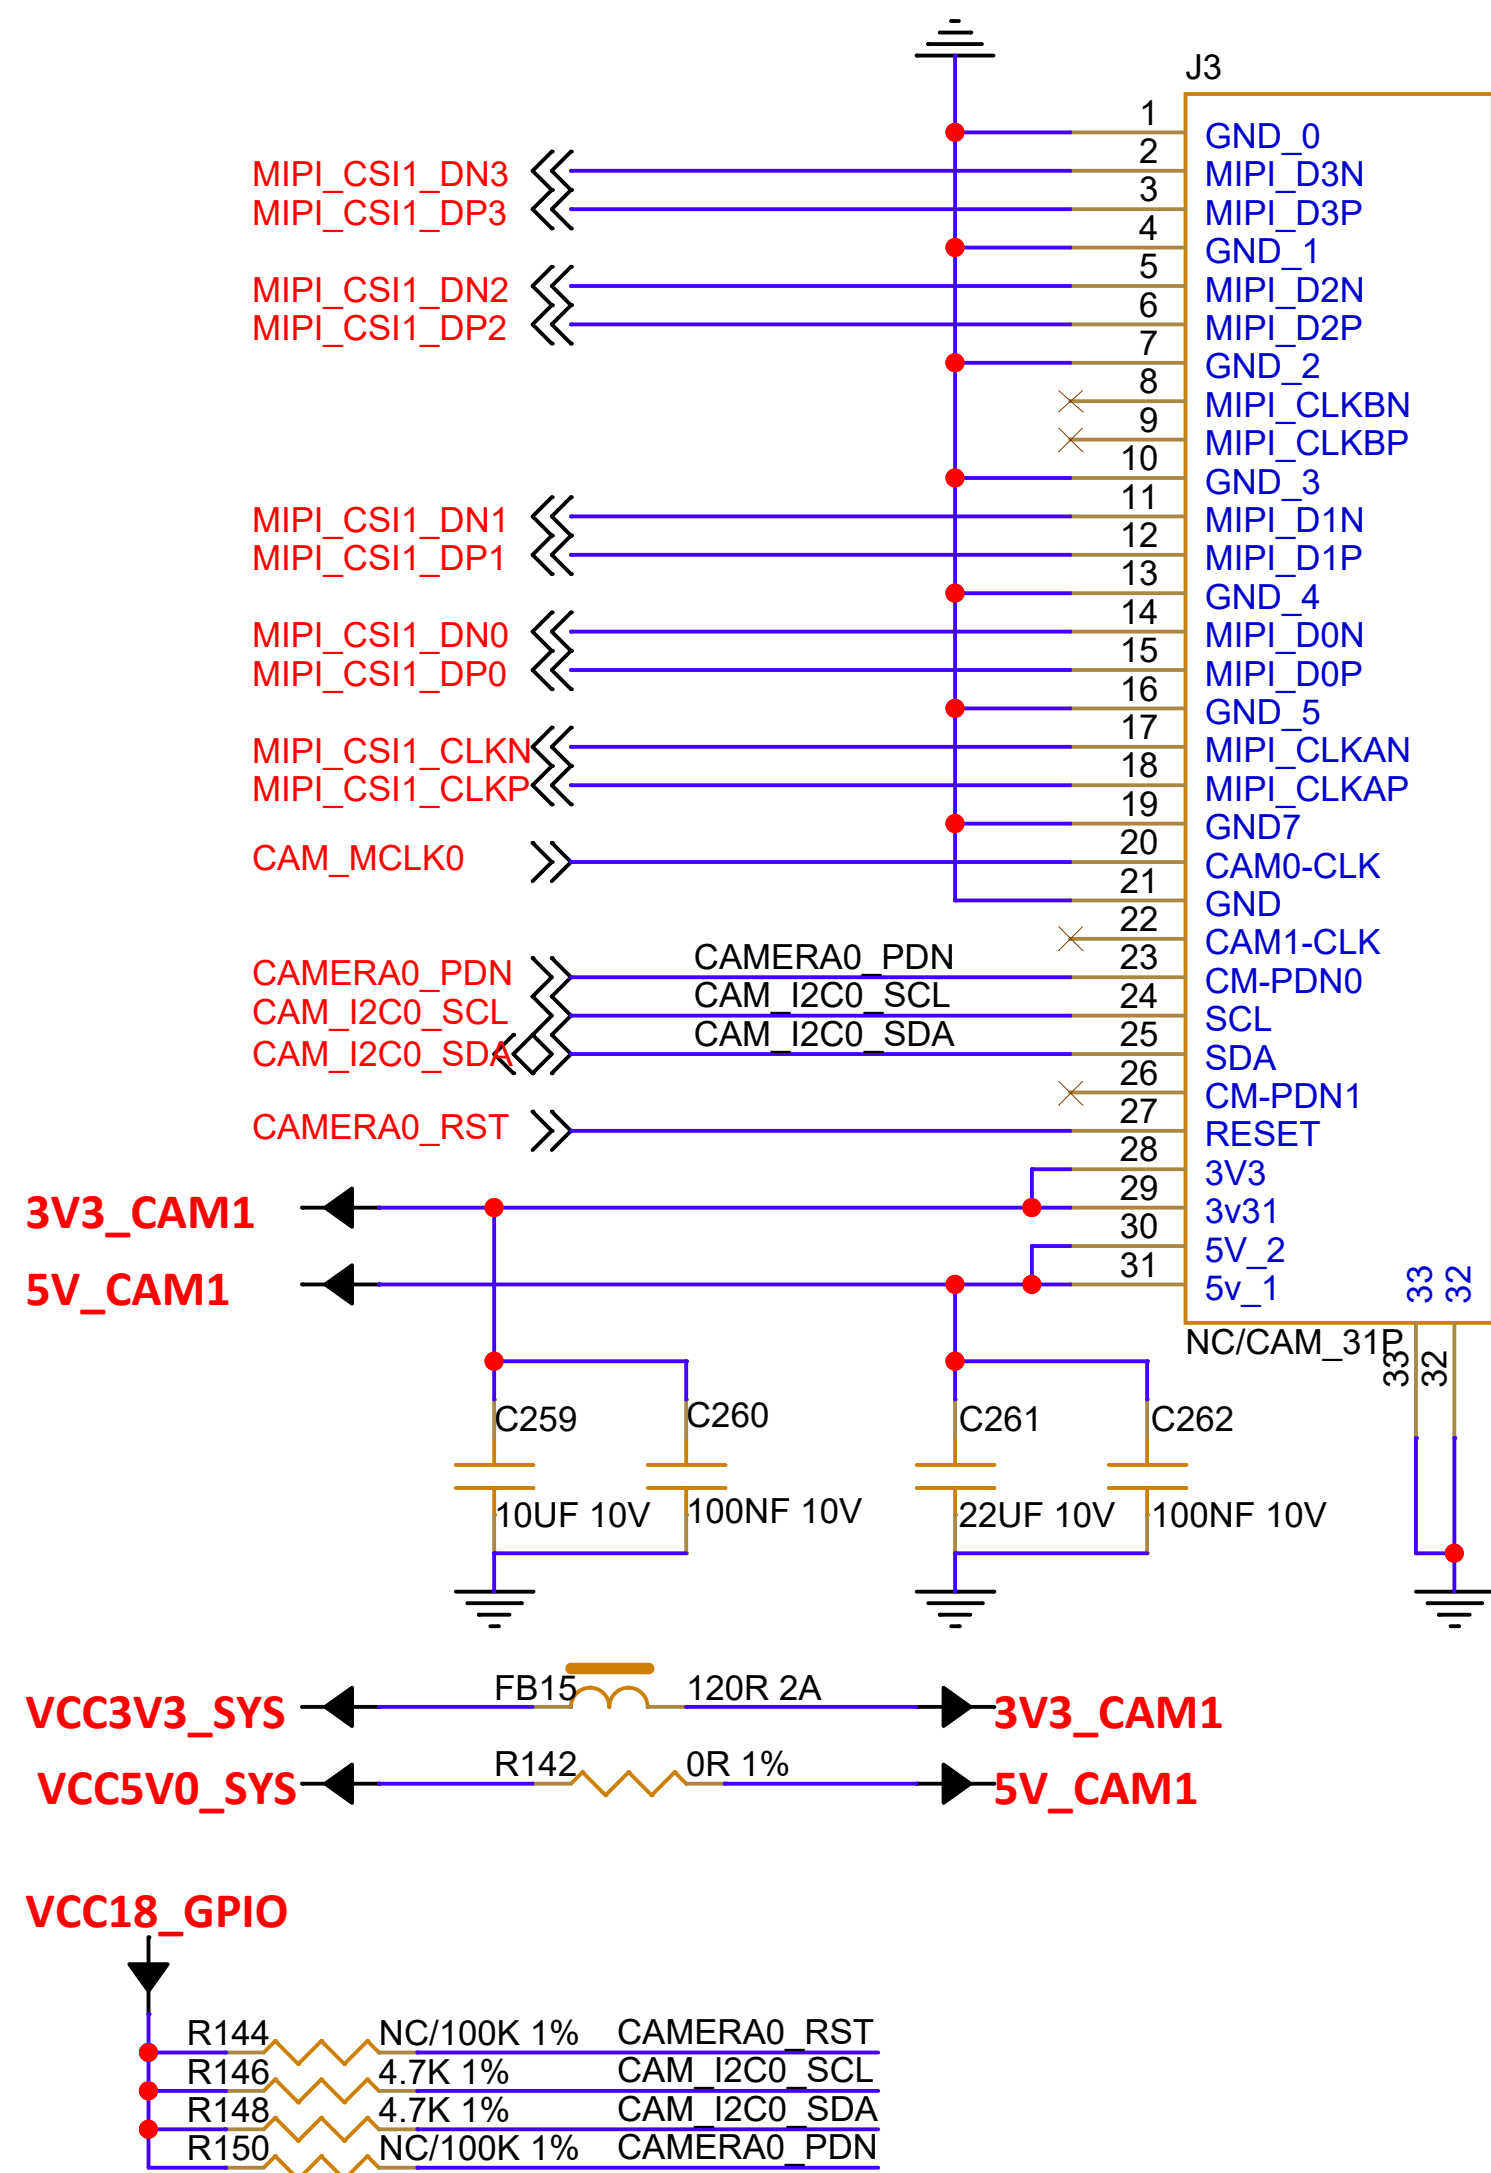 J3
1 GND_0
MIPI_CSI1_DN3 2 MIPI_D3N
MIPI_CSI1_DP3 3 MIPI_D3P
4 GND_1
MIPI_CSI1_DN2 5 MIPI_D2N
MIPI_CSI1_DP2 6 MIPI_D2P
7 GND_2
8 MIPI_CLKBN
9 MIPI_CLKBP
10 GND_3
MIPI_CSI1_DN1 11 MIPI_D1N
MIPI_CSI1_DP1 12 MIPI_D1P
13 GND_4
MIPI_CSI1_DN0 14 MIPI_D0N
MIPI_CSI1_DP0 15 MIPI_D0P
16 GND_5
MIPI_CSI1_CLKN 17 MIPI_CLKAN
MIPI_CSI1_CLKP 18 MIPI_CLKAP
19 GND7
CAM_MCLK0 20 CAM0-CLK
21 GND
22 CAM1-CLK
CAMERA0_PDN CAMERA0_PDN 23 CM-PDN0
CAM_I2C0_SCL CAM_I2C0_SCL 24 SCL
CAM_I2C0_SDA CAM_I2C0_SDA 25 SDA
26 CM-PDN1
CAMERA0_RST 27 RESET
28 3V3
3V3_CAM1 29 3v31
30 5V_2
5V_CAM1 31 5v_1
33 32
NC/CAM_31P
33 32
C259 C260 C261 C262
10UF 10V 100NF 10V 22UF 10V 100NF 10V
VCC3V3_SYS FB15 120R 2A 3V3_CAM1
VCC5V0_SYS R142 0R 1% 5V_CAM1
VCC18_GPIO
R144 NC/100K 1% CAMERA0_RST
R146 4.7K 1% CAM_I2C0_SCL
R148 4.7K 1% CAM_I2C0_SDA
R150 NC/100K 1% CAMERA0_PDN